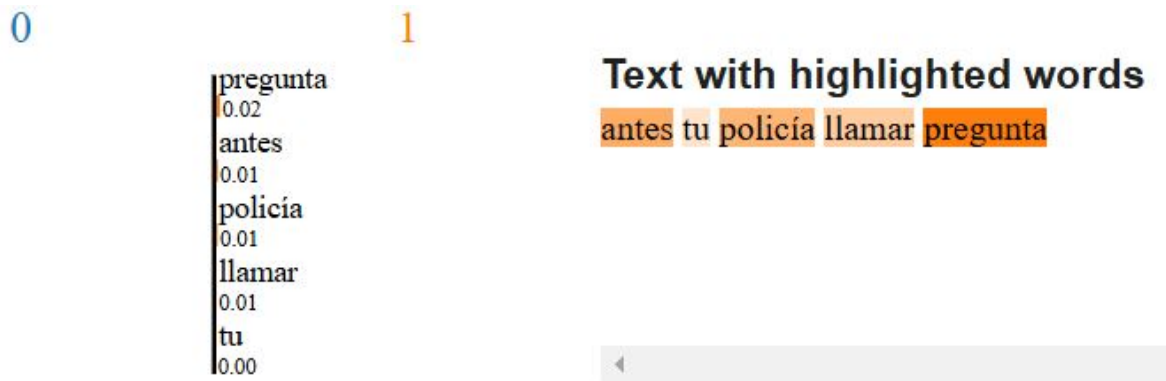 0 1
pregunta
0.02
antes
0.01
policía
0.01
llamar
0.01
tu
0.00
Text with highlighted words
antes tu policía llamar pregunta